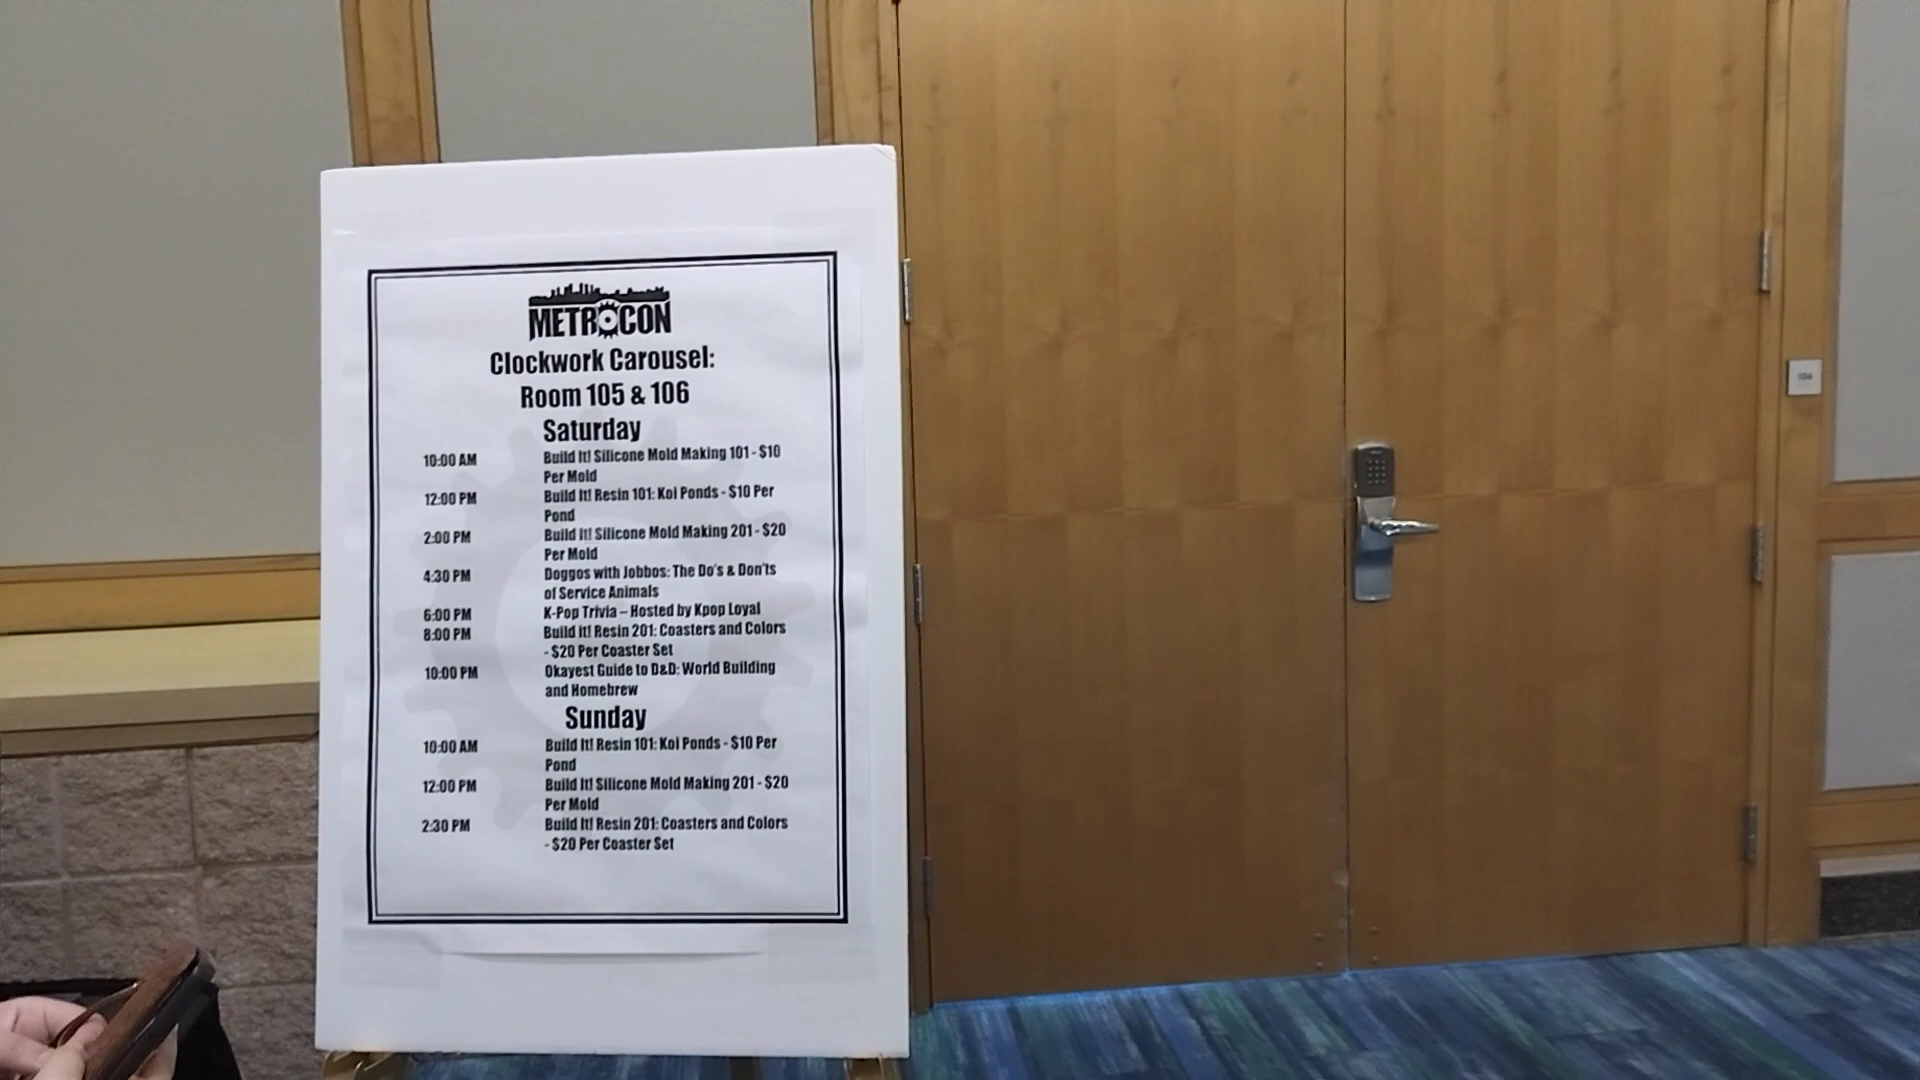 METROCON
Clockwork Carousel:
Room 105 & 106
Saturday
10:00 AM Build It! Silicone Mold Making 101 - $10
Per Mold
12:00 PM Build It! Resin 101: Koi Ponds - $10 Per
Pond
2:00 PM Build It! Silicone Mold Making 201 - $20
Per Mold
4:30 PM Doggos with Jobbos: The Do's & Don'ts
of Service Animals
6:00 PM K-Pop Trivia – Hosted by Kpop Loyal
8:00 PM Build it! Resin 201: Coasters and Colors
- $20 Per Coaster Set
10:00 PM Okayest Guide to D&D: World Building
and Homebrew
Sunday
10:00 AM Build It! Resin 101: Koi Ponds - $10 Per
Pond
12:00 PM Build It! Silicone Mold Making 201 - $20
Per Mold
2:30 PM Build It! Resin 201: Coasters and Colors
- $20 Per Coaster Set